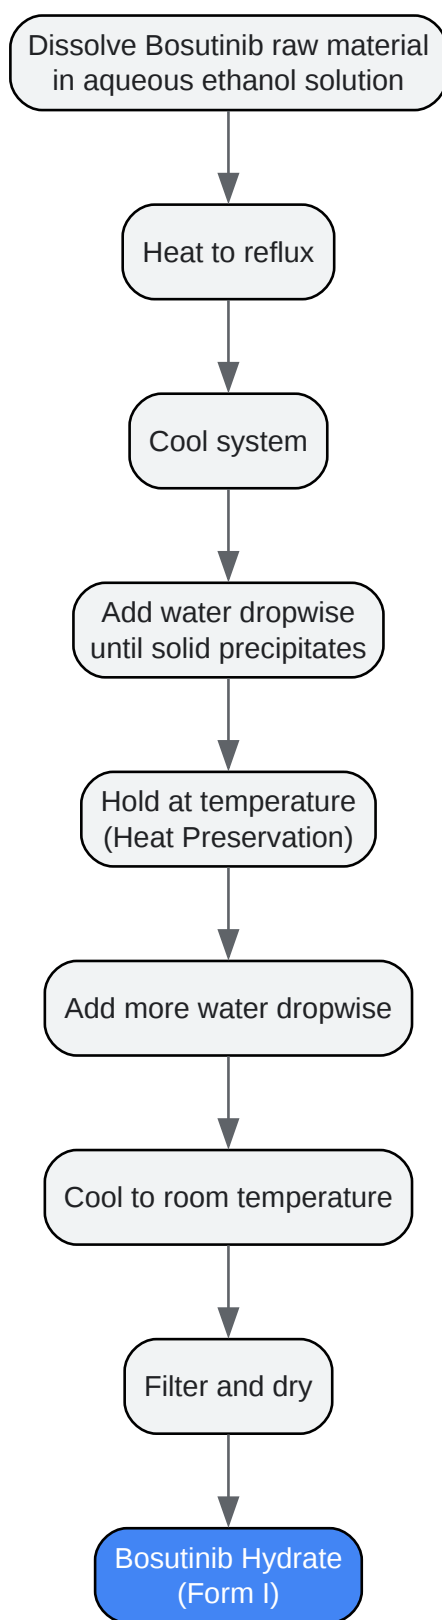 Dissolve Bosutinib raw material
in aqueous ethanol solution
Heat to reflux
Cool system
Add water dropwise
until solid precipitates
Hold at temperature
(Heat Preservation)
Add more water dropwise
Cool to room temperature
Filter and dry
Bosutinib Hydrate
(Form I)